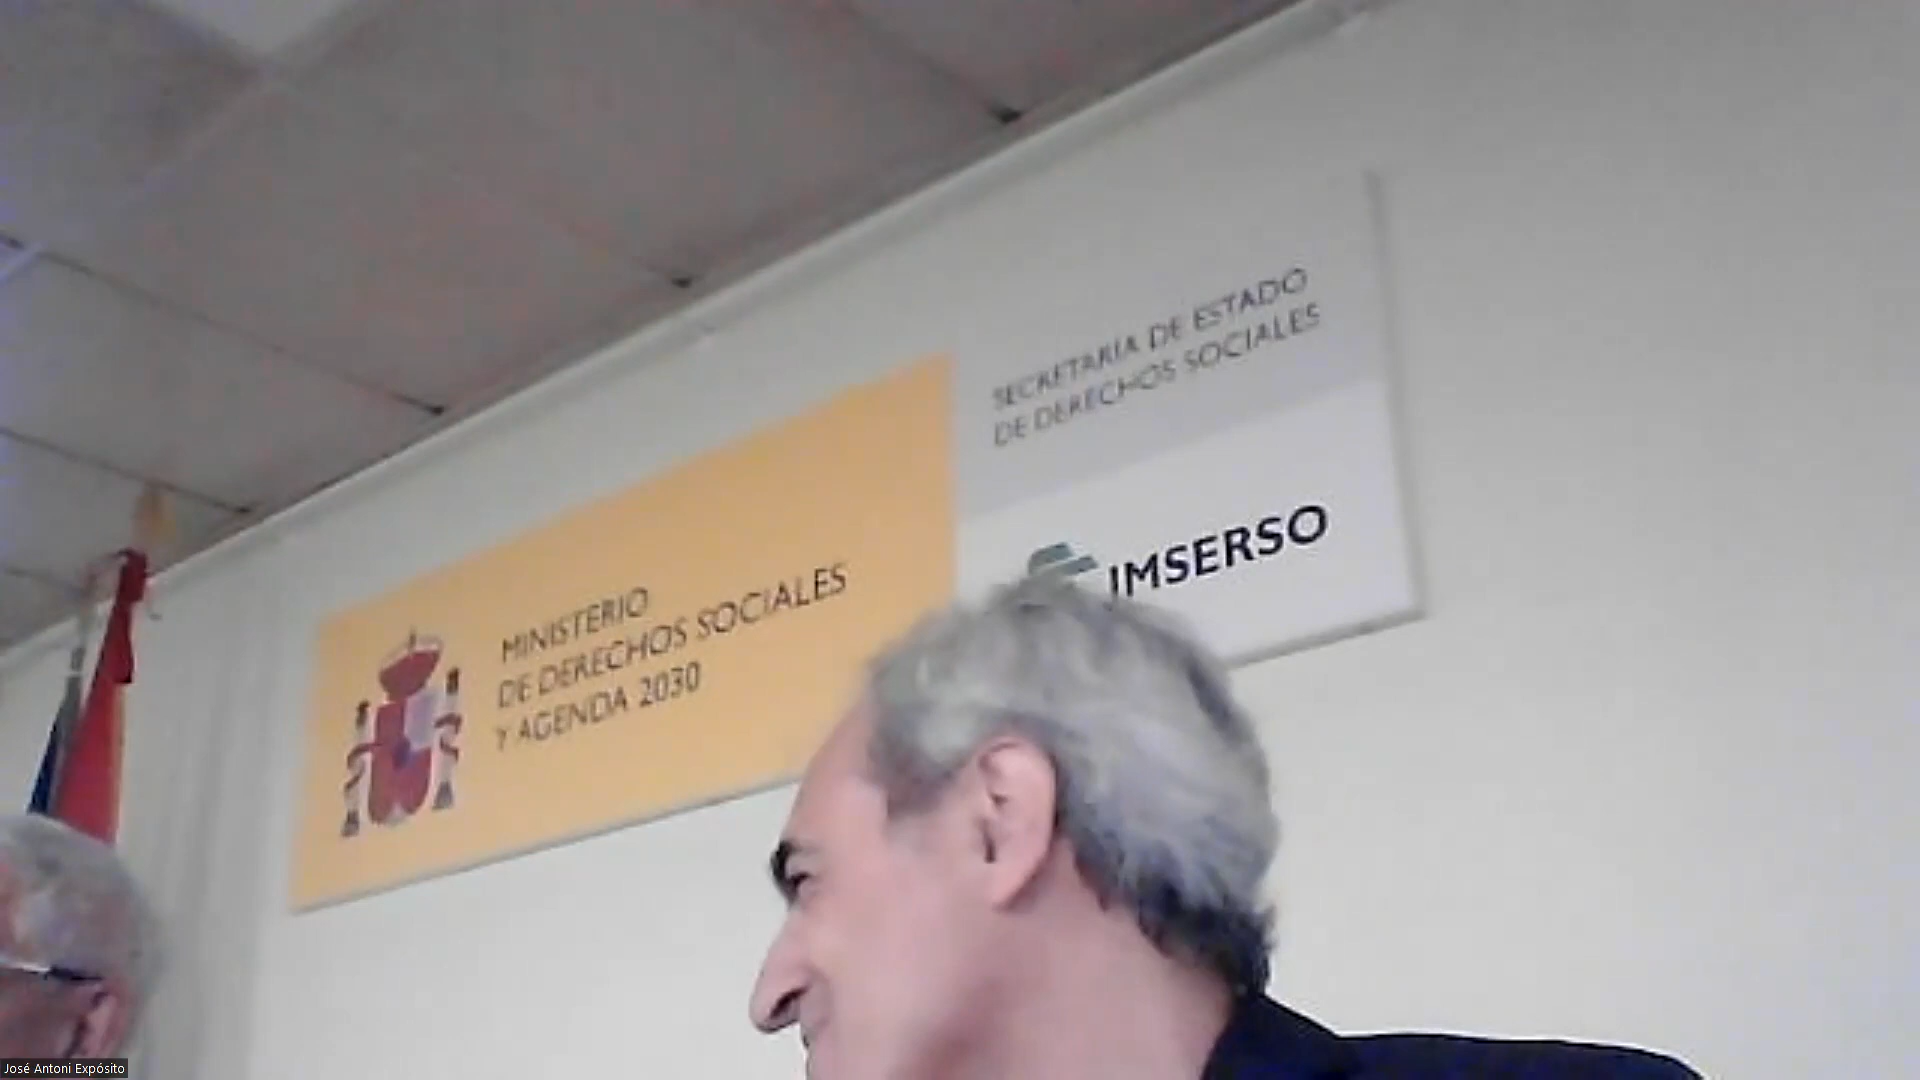 SECRETARÍA DE ESTADO
DE DERECHOS SOCIALES
IMSERSO
MINISTERIO
DE DERECHOS SOCIALES
Y AGENDA 2030
José Antoni Expósito